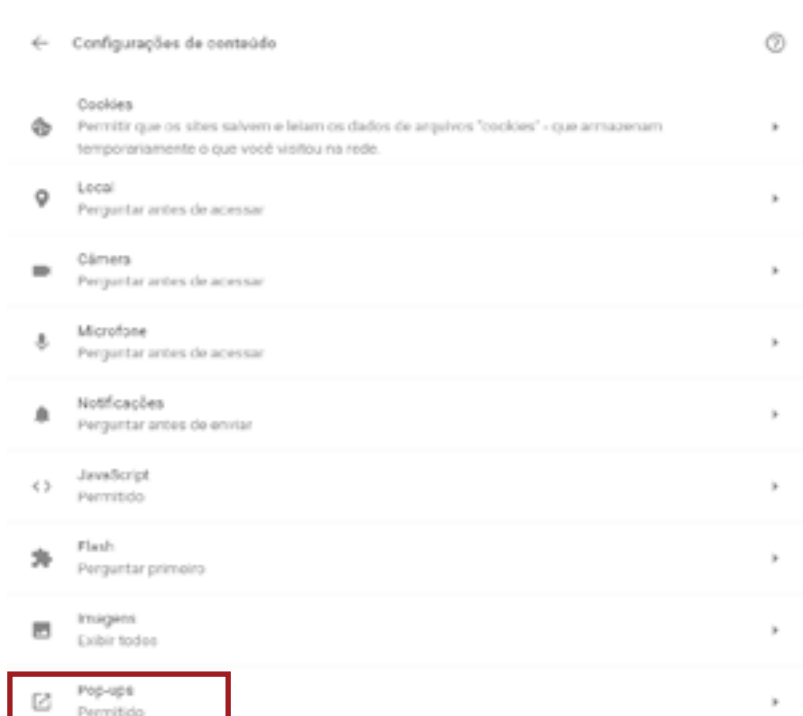 Configurações de conteúdo
Cookies
Permitir que os sites salvem e leiam os dados de arquivos "cookies" - que armazenam
temporariamente o que você visitou na rede.
Local
Perguntar antes de acessar
Câmera
Perguntar antes de acessar
Microfone
Perguntar antes de acessar
Notificações
Perguntar antes de enviar
JavaScript
Permitido
Flash
Perguntar primeiro
Imagens
Exibir todos
Pop-ups
Permitido